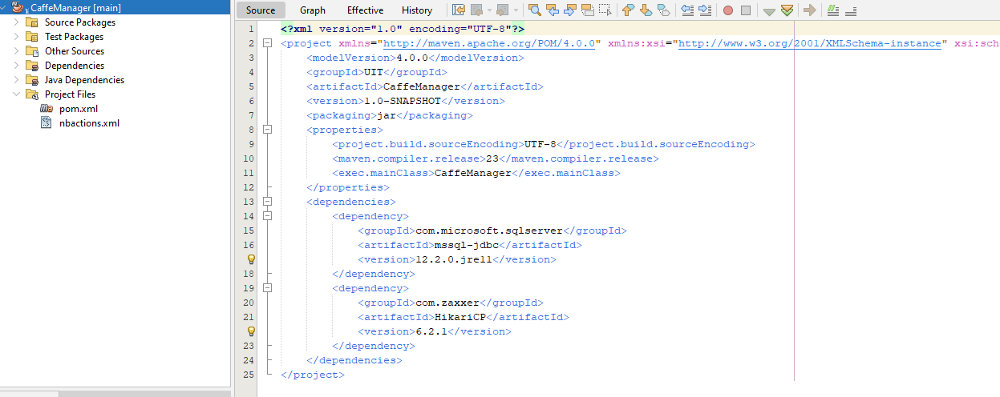 CaffeManager [main]
Source Packages
Test Packages
Other Sources
Dependencies
Java Dependencies
Project Files
pom.xml
nbactions.xml
Source Graph Effective History
1 <?xml version="1.0" encoding="UTF-8"?>
2 <project xmlns="http://maven.apache.org/POM/4.0.0" xmlns:xsi="http://www.w3.org/2001/XMLSchema-instance" xsi:sch
3 <modelVersion>4.0.0</modelVersion>
4 <groupId>UIT</groupId>
5 <artifactId>CaffeManager</artifactId>
6 <version>1.0-SNAPSHOT</version>
7 <packaging>jar</packaging>
8 <properties>
9 <project.build.sourceEncoding>UTF-8</project.build.sourceEncoding>
10 <maven.compiler.release>23</maven.compiler.release>
11 <exec.mainClass>CaffeManager</exec.mainClass>
12 </properties>
13 <dependencies>
14 <dependency>
15 <groupId>com.microsoft.sqlserver</groupId>
16 <artifactId>mssql-jdbc</artifactId>
<version>12.2.0.jre11</version>
18 </dependency>
19 <dependency>
20 <groupId>com.zaxxer</groupId>
21 <artifactId>HikariCP</artifactId>
<version>6.2.1</version>
23 </dependency>
24 </dependencies>
25 </project>